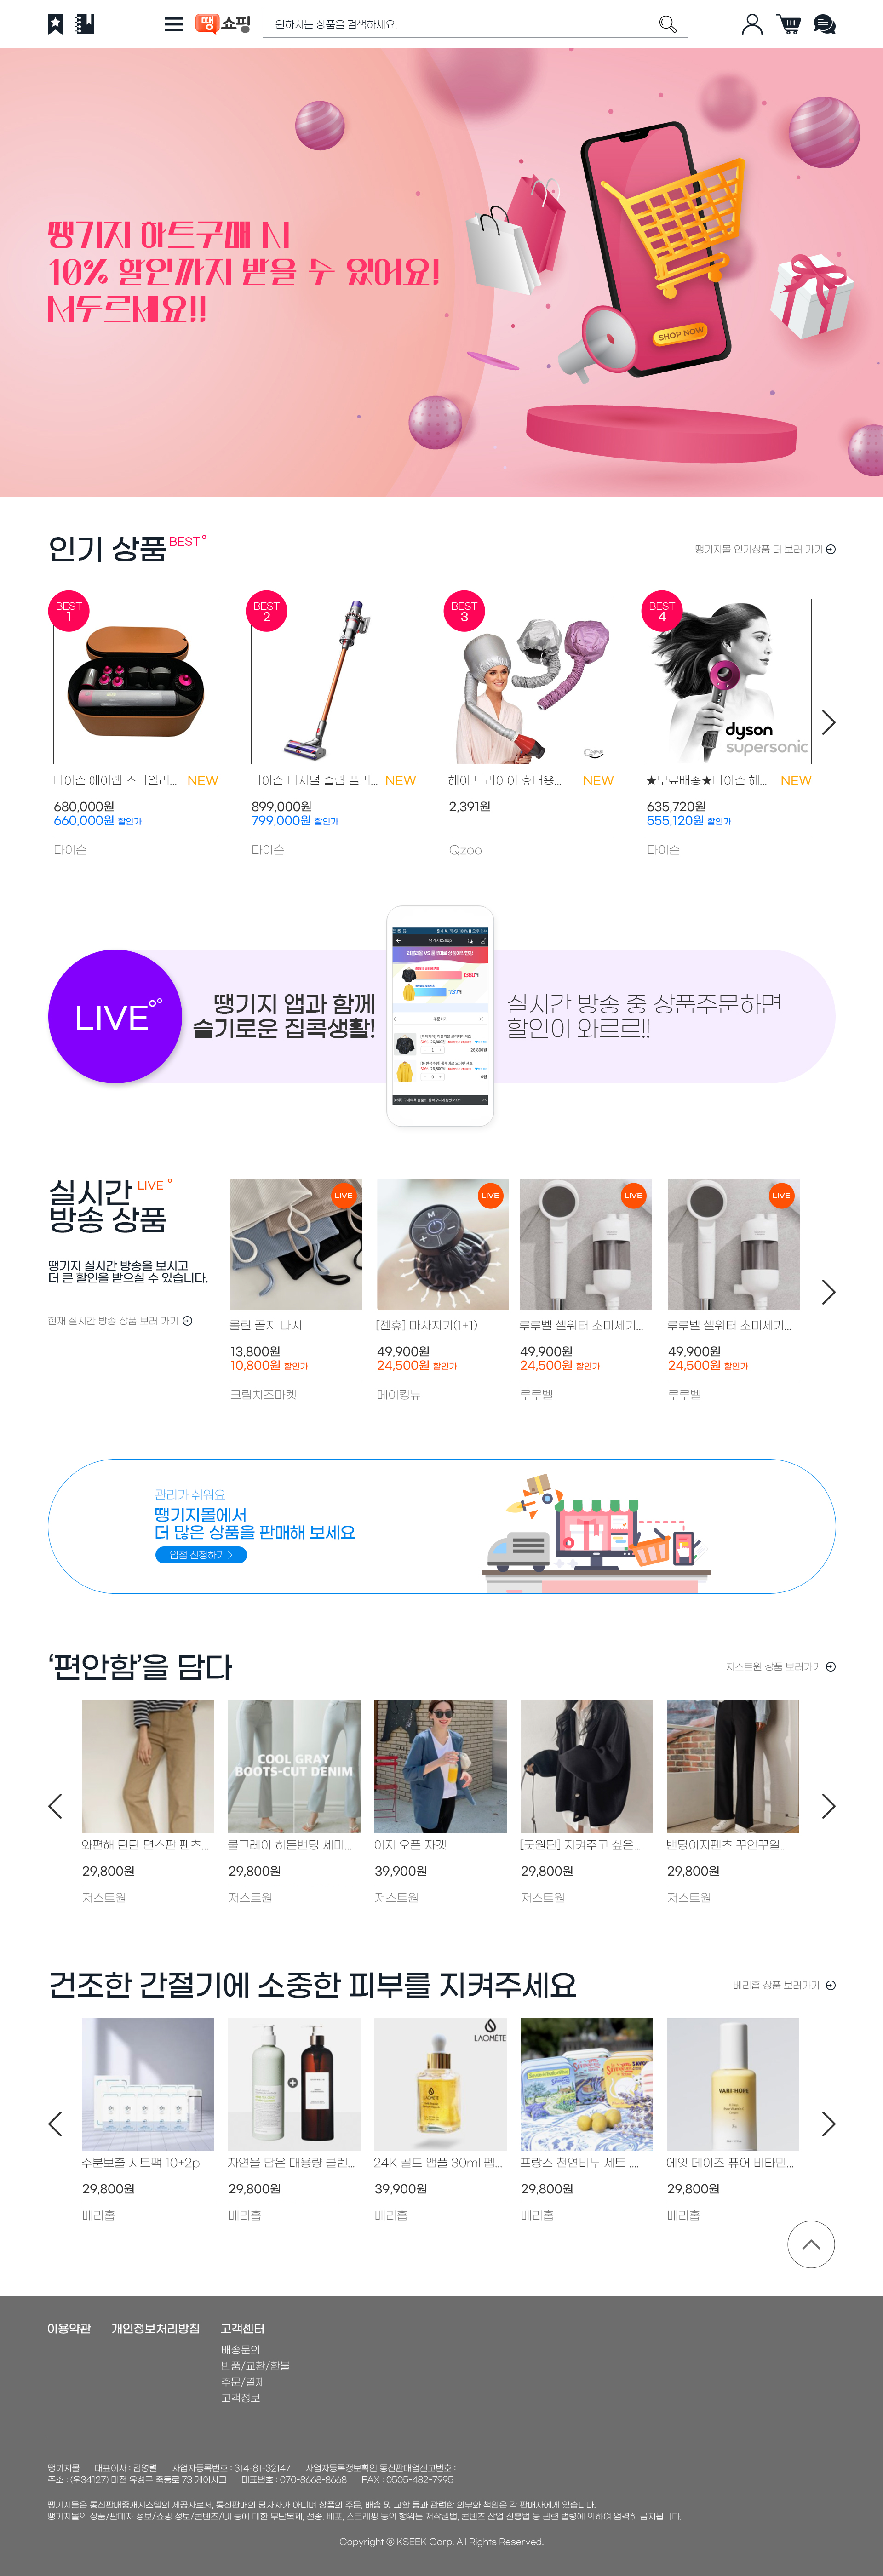 땡 쇼핑
원하시는 상품을 검색하세요.
땡기지 하트구매 시
10% 할인까지 받을 수 있어요!
서두르세요!!
SHOP NOW
인기 상품 BEST
땡기지몰 인기상품 더 보러 가기
BEST 1
BEST 2
BEST 3
BEST 4
dyson
supersonic
다이슨 에어랩 스타일러... NEW
680,000원
660,000원 할인가
다이슨
다이슨 디지털 슬림 플러... NEW
899,000원
799,000원 할인가
다이슨
헤어 드라이어 휴대용... NEW
2,391원
Qzoo
★무료배송★다이슨 헤... NEW
635,720원
555,120원 할인가
다이슨
LIVE
땡기지 앱과 함께
슬기로운 집콕생활!
실시간 방송 중 상품주문하면
할인이 와르르!!
실시간 LIVE
방송 상품
땡기지 실시간 방송을 보시고
더 큰 할인을 받으실 수 있습니다.
현재 실시간 방송 상품 보러 가기
LIVE
LIVE
LIVE
LIVE
롤린 골지 나시
13,800원
10,800원 할인가
크림치즈마켓
[젠휴] 마사지기(1+1)
49,900원
24,500원 할인가
메이킹뉴
루루벨 셀워터 초미세기...
49,900원
24,500원 할인가
루루벨
루루벨 셀워터 초미세기...
49,900원
24,500원 할인가
루루벨
관리가 쉬워요
땡기지몰에서
더 많은 상품을 판매해 보세요
입점 신청하기 >
‘편안함’을 담다
저스트원 상품 보러가기
COOL GRAY
BOOTS-CUT DENIM
와편해 탄탄 면스판 팬츠...
29,800원
저스트원
쿨그레이 히든밴딩 세미...
29,800원
저스트원
이지 오픈 자켓
39,900원
저스트원
[굿원단] 지켜주고 싶은...
29,800원
저스트원
밴딩이지팬츠 꾸안꾸일...
29,800원
저스트원
건조한 간절기에 소중한 피부를 지켜주세요
베리홉 상품 보러가기
LAOMÉTE
VARI HOPE
수분보출 시트팩 10+2p
29,800원
베리홉
자연을 담은 대용량 클렌...
29,800원
베리홉
24K 골드 앰플 30ml 펩...
39,900원
베리홉
프랑스 천연비누 세트 ....
29,800원
베리홉
에잇 데이즈 퓨어 비타민...
29,800원
베리홉
이용약관 개인정보처리방침 고객센터
배송문의
반품/교환/환불
주문/결제
고객정보
땡기지몰 대표이사 : 김영렬 사업자등록번호 : 314-81-32147 사업자등록정보확인 통신판매업신고번호 :
주소 : (우34127) 대전 유성구 죽동로 73 케이시크 대표번호 : 070-8668-8668 FAX : 0505-482-7995
땡기지몰은 통신판매중개시스템의 제공자로서, 통신판매의 당사자가 아니며 상품의 주문, 배송 및 교환 등과 관련한 의무와 책임은 각 판매자에게 있습니다.
땡기지몰의 상품/판매자 정보/쇼핑 정보/콘텐츠/UI 등에 대한 무단복제, 전송, 배포, 스크래핑 등의 행위는 저작권법, 콘텐츠 산업 진흥법 등 관련 법령에 의하여 엄격히 금지됩니다.
Copyright ⓒ KSEEK Corp. All Rights Reserved.